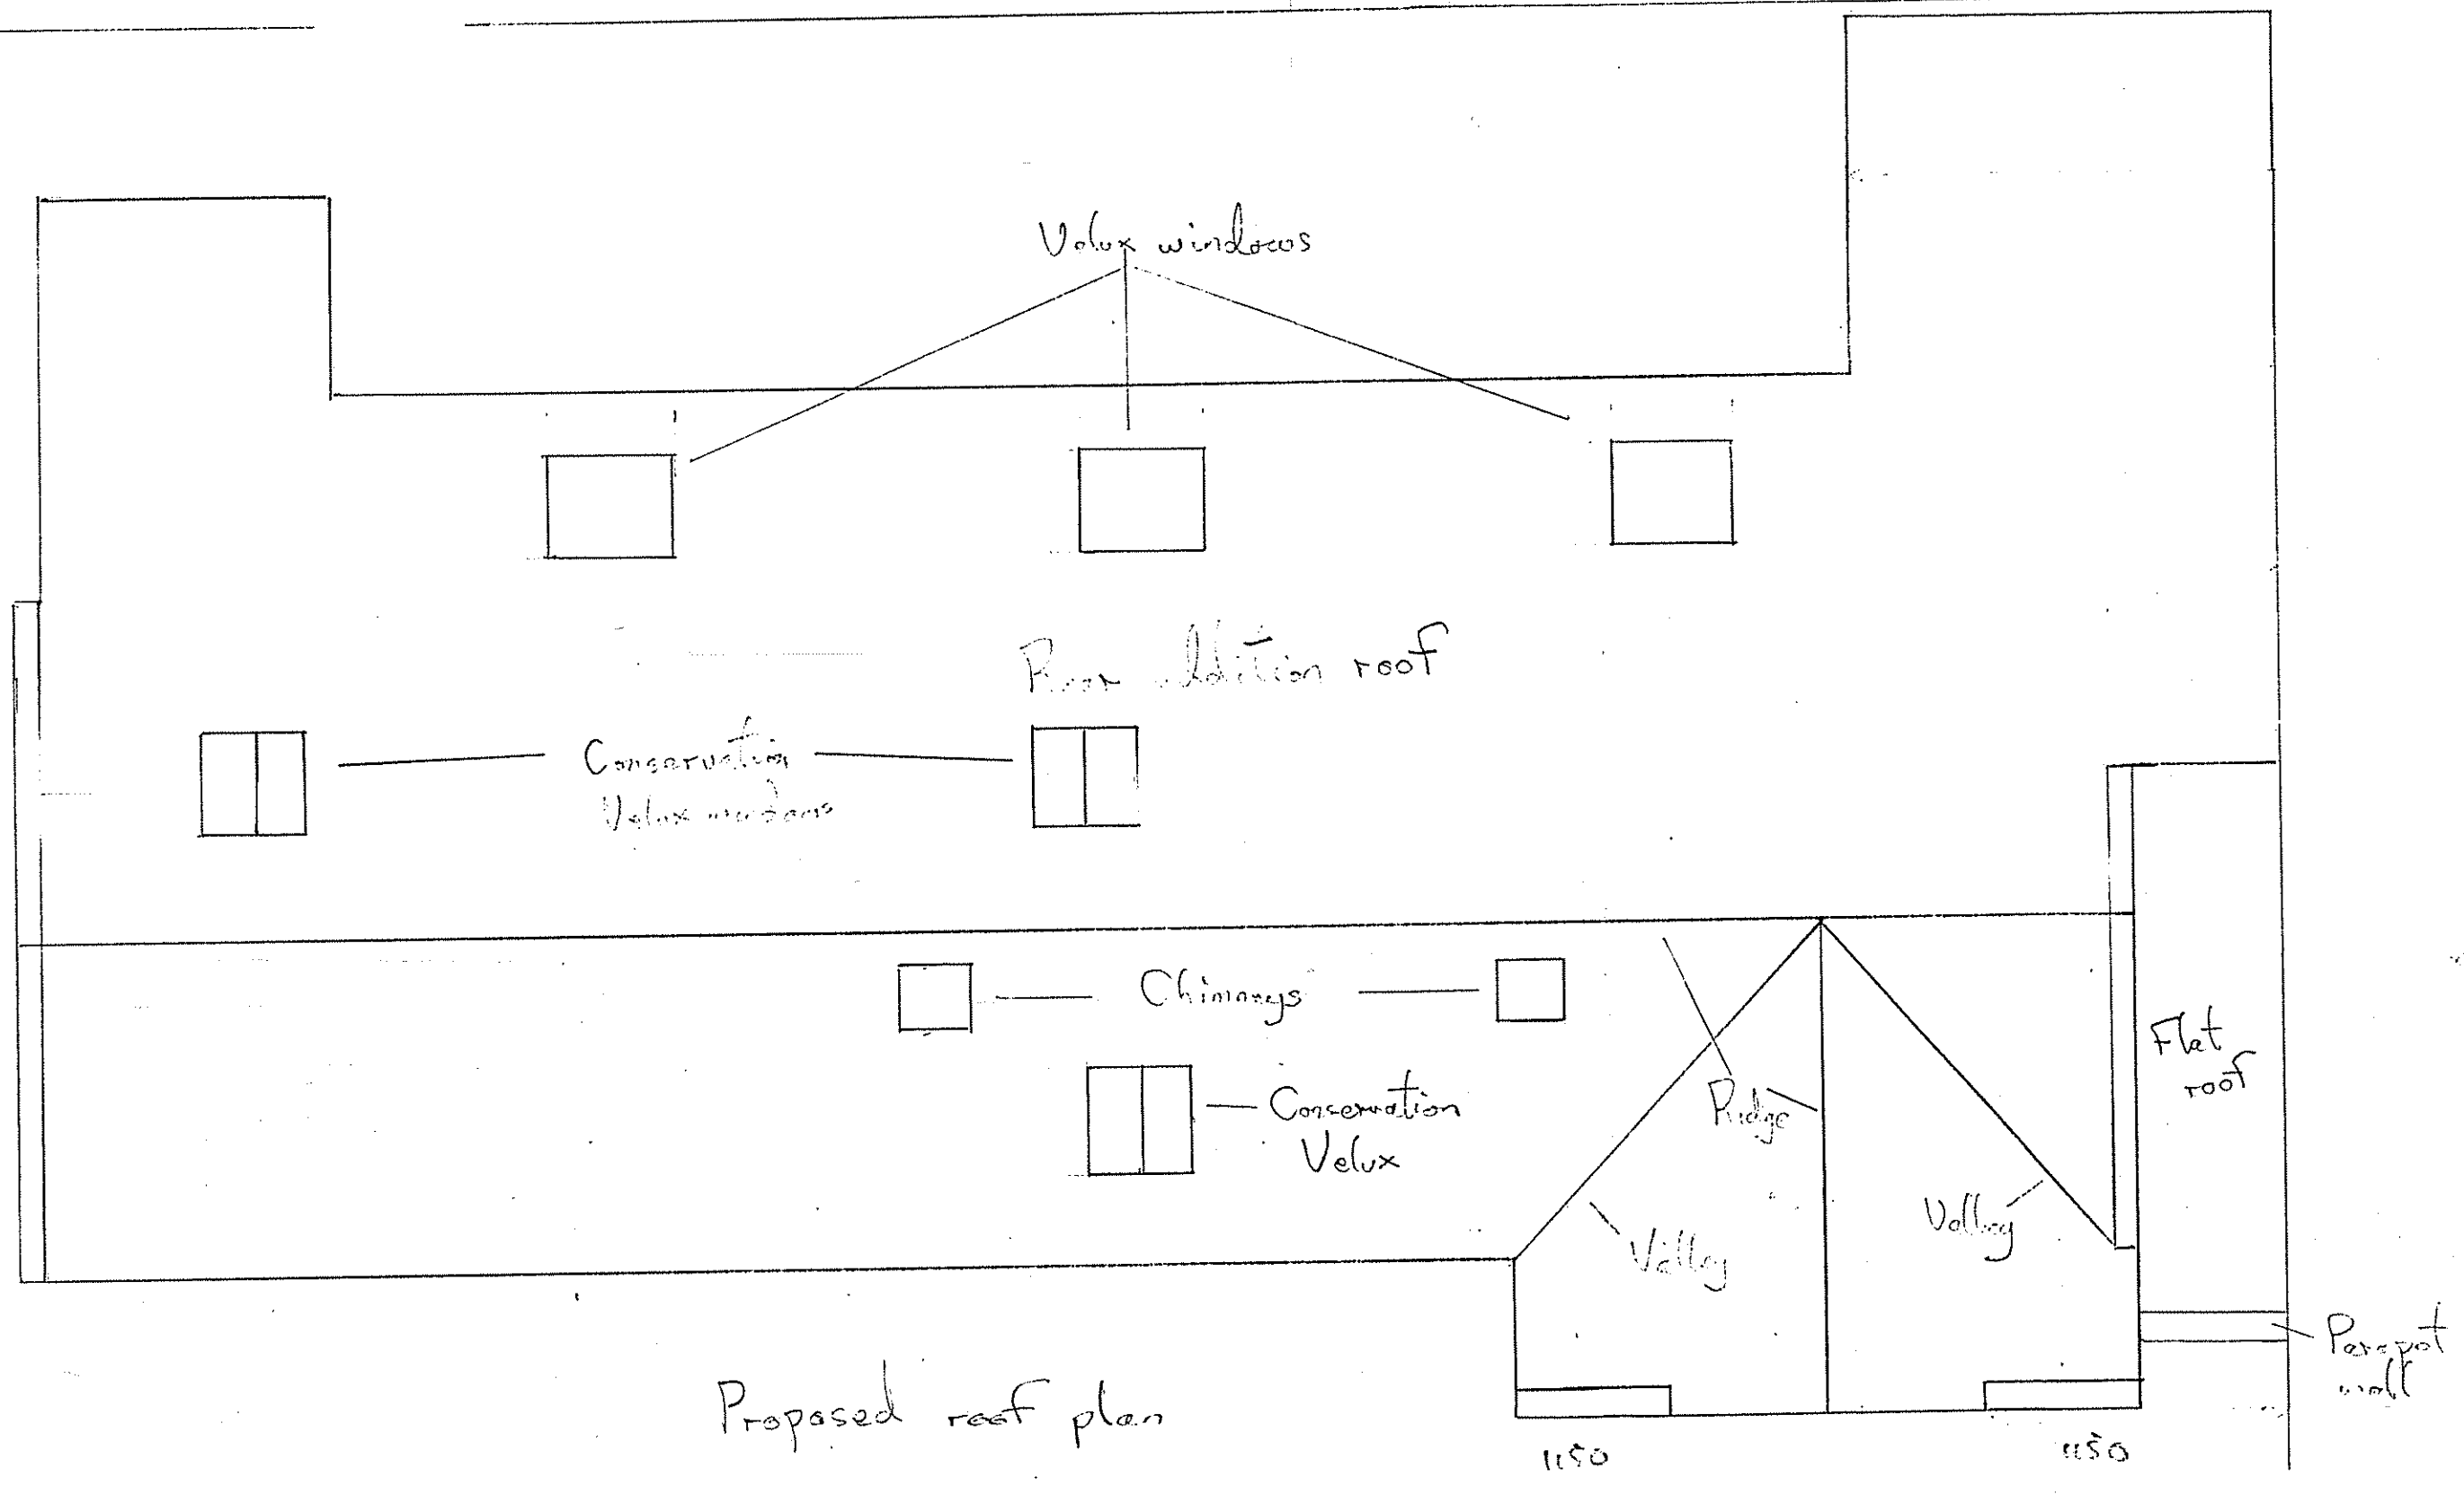 Velux windows
Rear addition roof
Conservation
Velux windows
Chimneys
Flat
roof
Conservation
Velux
Ridge
Valley
Valley
Parapet
wall
Proposed roof plan
1150
1150